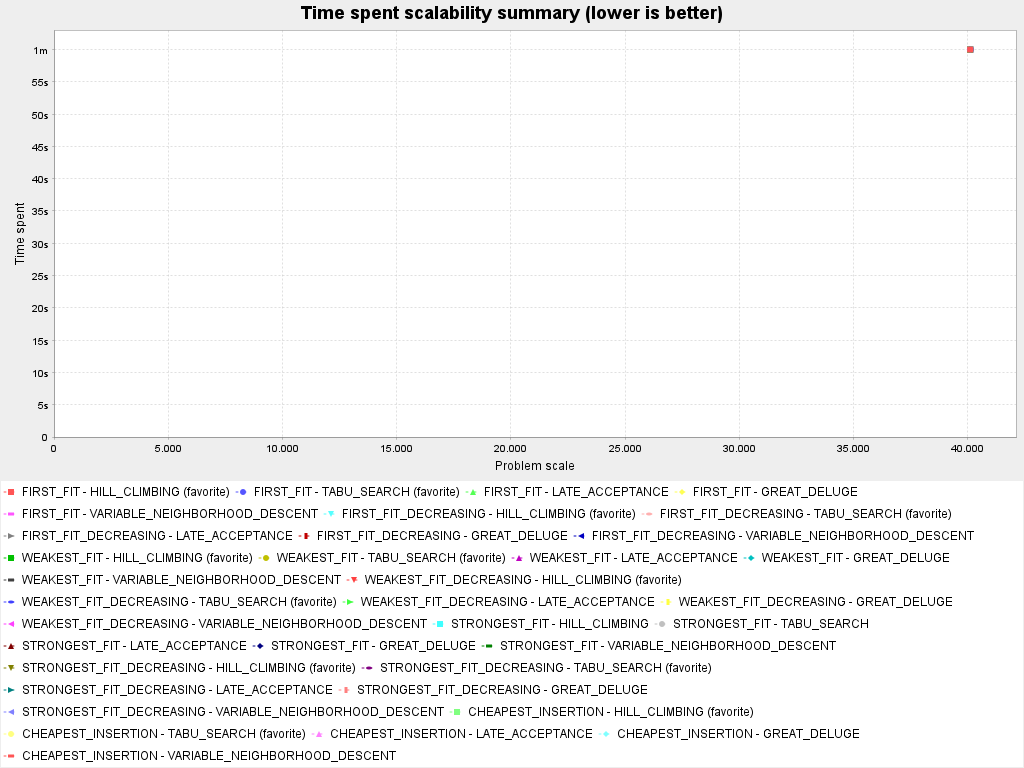 Time spent scalability summary (lower is better)
1m
55s
50s
45s
40s
35s
30s
25s
20s
15s
10s
5s
0
Time spent
0 5.000 10.000 15.000 20.000 25.000 30.000 35.000 40.000
Problem scale
FIRST_FIT - HILL_CLIMBING (favorite) FIRST_FIT - TABU_SEARCH (favorite) FIRST_FIT - LATE_ACCEPTANCE FIRST_FIT - GREAT_DELUGE
FIRST_FIT - VARIABLE_NEIGHBORHOOD_DESCENT FIRST_FIT_DECREASING - HILL_CLIMBING (favorite) FIRST_FIT_DECREASING - TABU_SEARCH (favorite)
FIRST_FIT_DECREASING - LATE_ACCEPTANCE FIRST_FIT_DECREASING - GREAT_DELUGE FIRST_FIT_DECREASING - VARIABLE_NEIGHBORHOOD_DESCENT
WEAKEST_FIT - HILL_CLIMBING (favorite) WEAKEST_FIT - TABU_SEARCH (favorite) WEAKEST_FIT - LATE_ACCEPTANCE WEAKEST_FIT - GREAT_DELUGE
WEAKEST_FIT - VARIABLE_NEIGHBORHOOD_DESCENT WEAKEST_FIT_DECREASING - HILL_CLIMBING (favorite)
WEAKEST_FIT_DECREASING - TABU_SEARCH (favorite) WEAKEST_FIT_DECREASING - LATE_ACCEPTANCE WEAKEST_FIT_DECREASING - GREAT_DELUGE
WEAKEST_FIT_DECREASING - VARIABLE_NEIGHBORHOOD_DESCENT STRONGEST_FIT - HILL_CLIMBING STRONGEST_FIT - TABU_SEARCH
STRONGEST_FIT - LATE_ACCEPTANCE STRONGEST_FIT - GREAT_DELUGE STRONGEST_FIT - VARIABLE_NEIGHBORHOOD_DESCENT
STRONGEST_FIT_DECREASING - HILL_CLIMBING (favorite) STRONGEST_FIT_DECREASING - TABU_SEARCH (favorite)
STRONGEST_FIT_DECREASING - LATE_ACCEPTANCE STRONGEST_FIT_DECREASING - GREAT_DELUGE
STRONGEST_FIT_DECREASING - VARIABLE_NEIGHBORHOOD_DESCENT CHEAPEST_INSERTION - HILL_CLIMBING (favorite)
CHEAPEST_INSERTION - TABU_SEARCH (favorite) CHEAPEST_INSERTION - LATE_ACCEPTANCE CHEAPEST_INSERTION - GREAT_DELUGE
CHEAPEST_INSERTION - VARIABLE_NEIGHBORHOOD_DESCENT